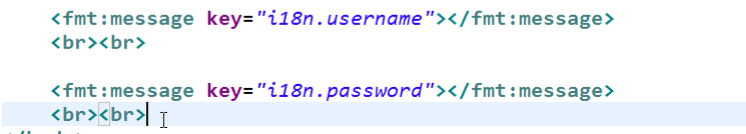 <fmt:message key="i18n.username"></fmt:message>
<br><br>
<fmt:message key="i18n.password"></fmt:message>
<br><br>